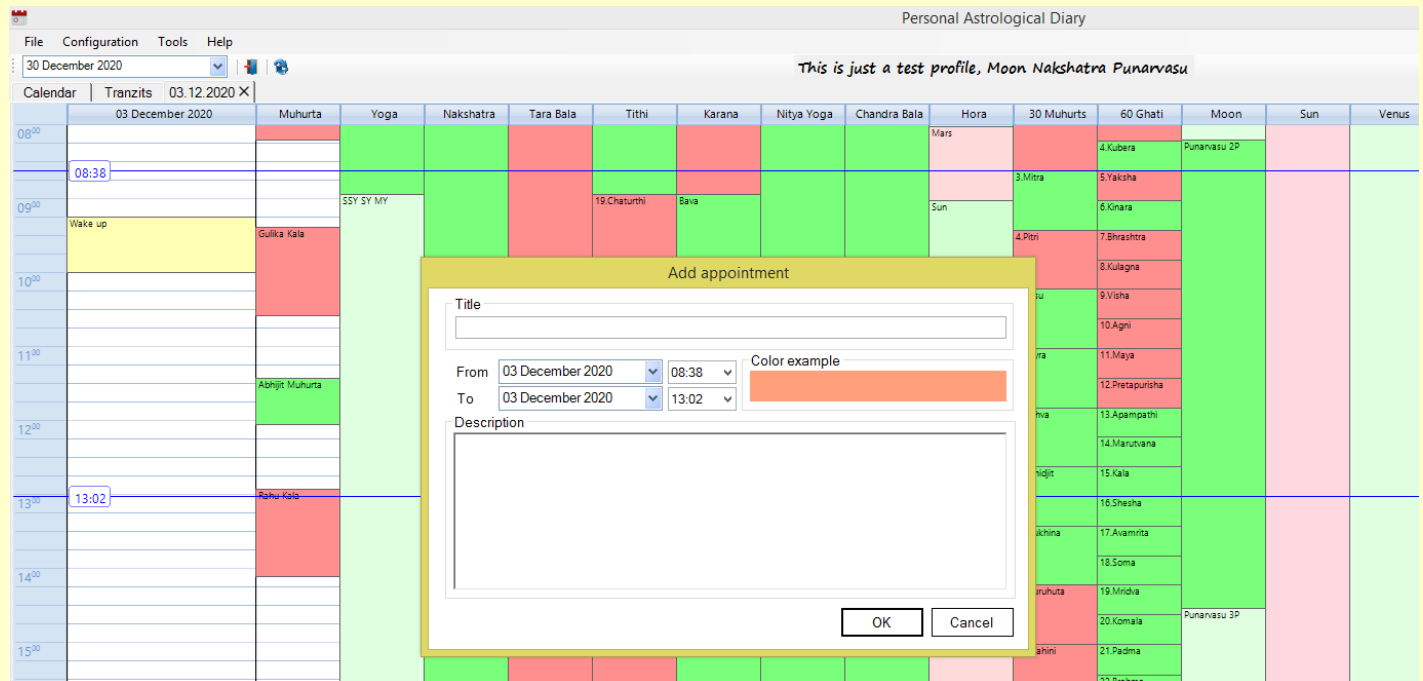 Personal Astrological Diary
File Configuration Tools Help
30 December 2020
This is just a test profile, Moon Nakshatra Punarvasu
Calendar Tranzits 03.12.2020
03 December 2020 Muhurta Yoga Nakshatra Tara Bala Tithi Karana Nitya Yoga Chandra Bala Hora 30 Muhurts 60 Ghati Moon Sun Venus
08⁰⁰ Mars
4.Kubera Punarvasu 2P
08:38 3.Mitra 5.Yaksha
09⁰⁰ SSY SY MY 19.Chaturthi Bava Sun 6.Kinara
Wake up Gulika Kala 4.Pitri 7.Bhrashtra
Add appointment 8.Kulagna
10⁰⁰ 9.Visha
Title
10.Agni
11⁰⁰ 11.Maya
From 03 December 2020 08:38 Color example
Abhijit Muhurta 12.Pretapurisha
To 03 December 2020 13:02
13.Apampathi
12⁰⁰ Description
14.Marutvana
15.Kala
13:02 Rahu Kala
13⁰⁰ 16.Shesha
17.Avamrita
18.Soma
14⁰⁰
19.Mridva
OK Cancel 20.Komala Punarvasu 3P
15⁰⁰ 21.Padma